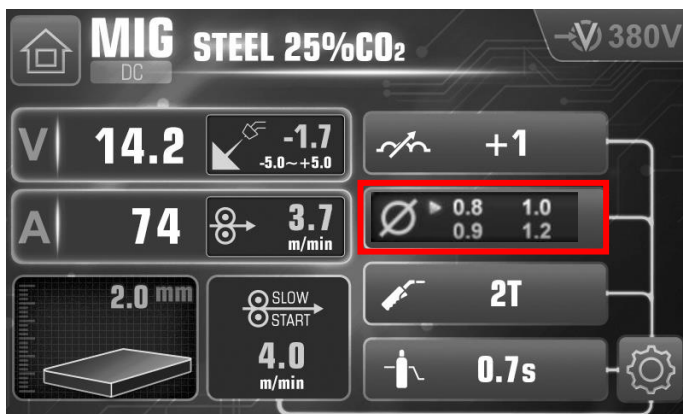 MIG STEEL 25%CO₂
DC
380V
V 14.2 -1.7
-5.0~+5.0
+1
A 74 3.7
m/min
0.8 1.0
0.9 1.2
2.0 mm
SLOW
START
4.0
m/min
2T
0.7s